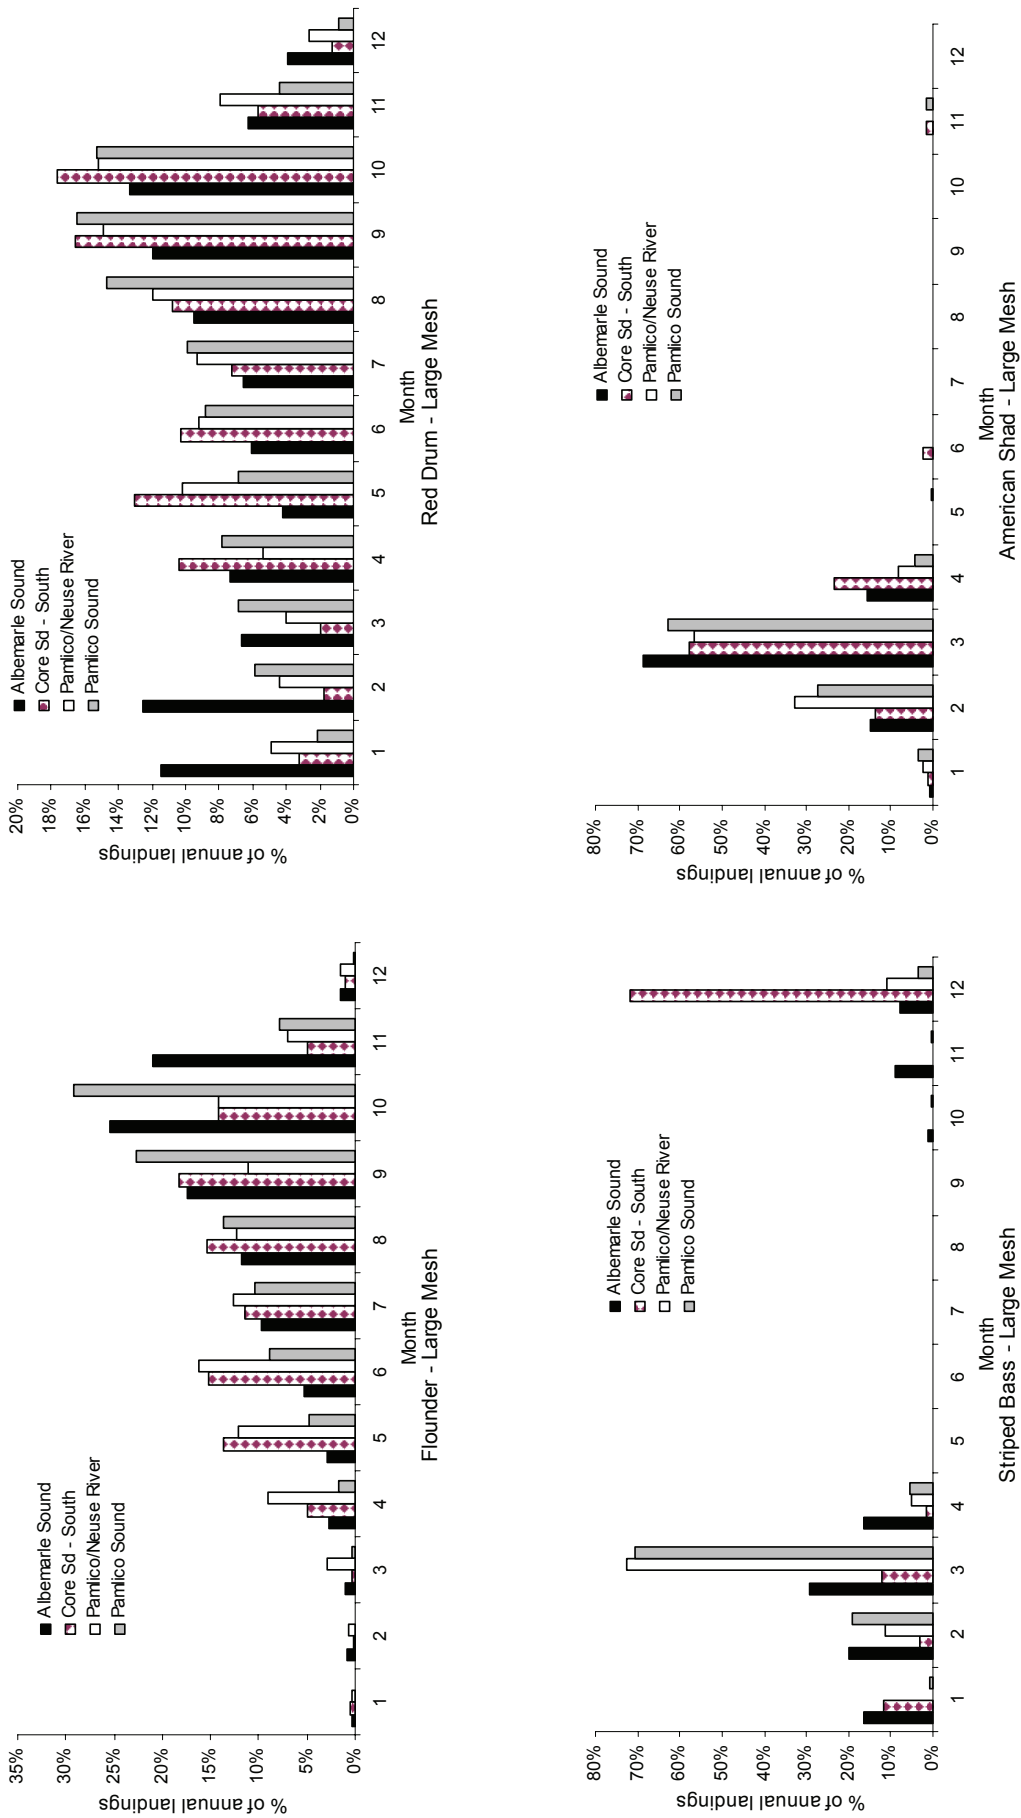 % of annual landings
35%
30%
25%
20%
15%
10%
5%
0%
Albemarle Sound
Core Sd - South
Pamlico/Neuse River
Pamlico Sound
1 2 3 4 5 6 7 8 9 10 11 12
Month
Flounder - Large Mesh
% of annual landings
20%
18%
16%
14%
12%
10%
8%
6%
4%
2%
0%
Albemarle Sound
Core Sd - South
Pamlico/Neuse River
Pamlico Sound
1 2 3 4 5 6 7 8 9 10 11 12
Month
Red Drum - Large Mesh
% of annual landings
80%
70%
60%
50%
40%
30%
20%
10%
0%
Albemarle Sound
Core Sd - South
Pamlico/Neuse River
Pamlico Sound
1 2 3 4 5 6 7 8 9 10 11 12
Month
Striped Bass - Large Mesh
% of annual landings
80%
70%
60%
50%
40%
30%
20%
10%
0%
Albemarle Sound
Core Sd - South
Pamlico/Neuse River
Pamlico Sound
1 2 3 4 5 6 7 8 9 10 11 12
Month
American Shad - Large Mesh